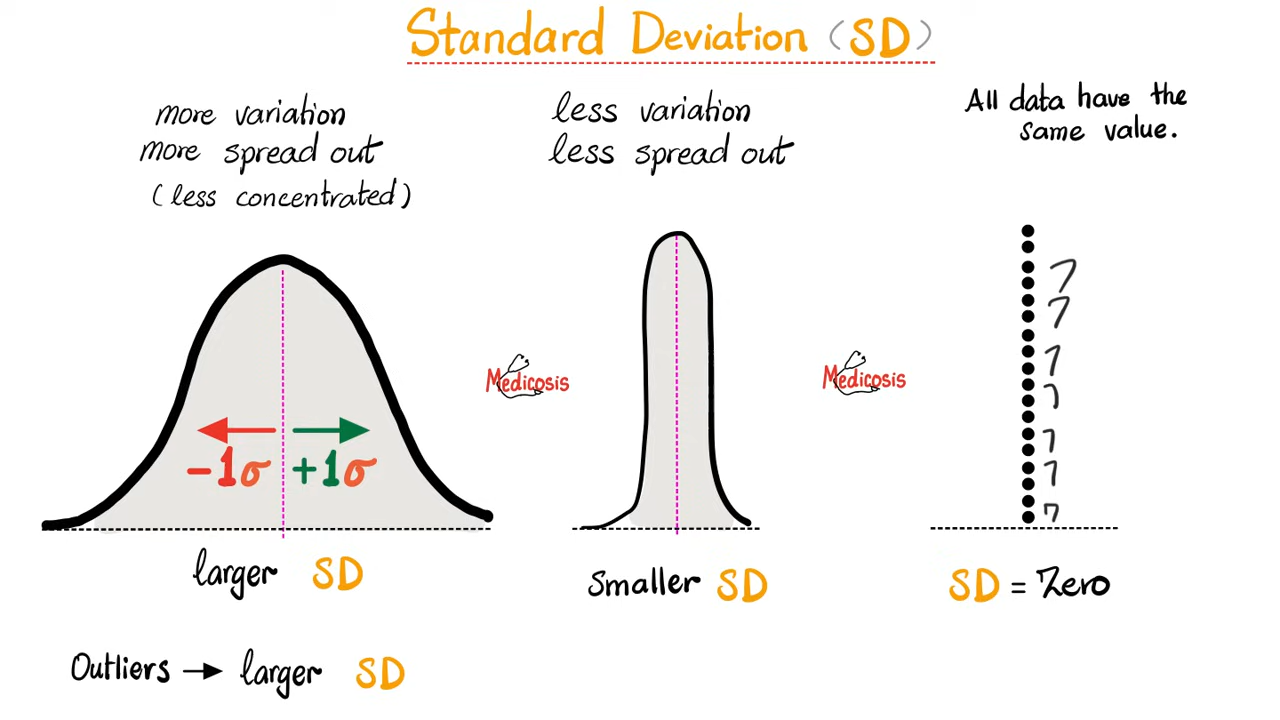 Standard Deviation (SD)
more variation
more spread out
(less concentrated)
less variation
less spread out
All data have the
same value.
-1σ +1σ
Medicosis
Medicosis
7
7
7
7
7
7
7
larger SD
smaller SD
SD = Zero
Outliers → larger SD